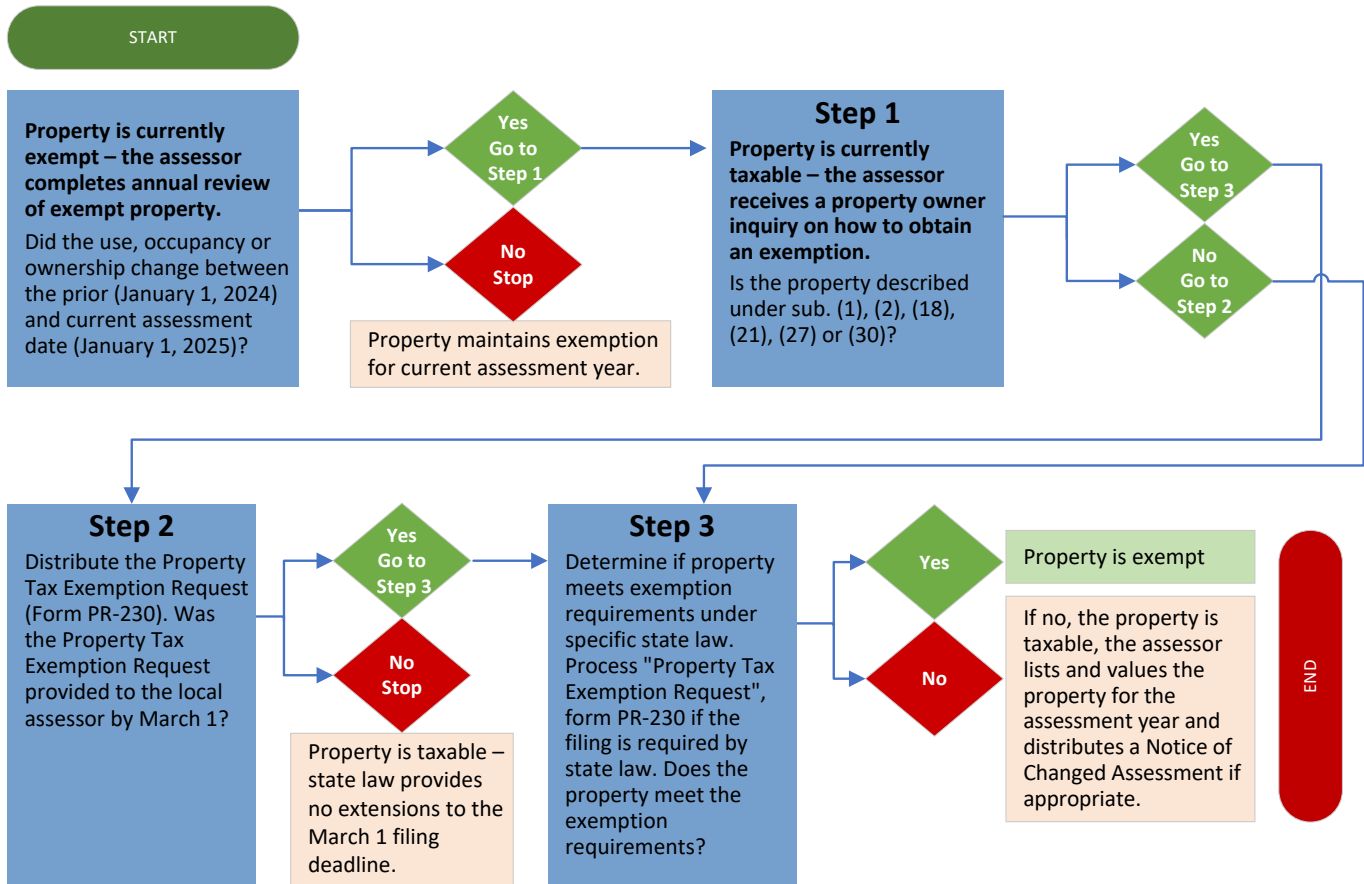 START
Property is currently
exempt – the assessor
completes annual review
of exempt property.
Did the use, occupancy or
ownership change between
the prior (January 1, 2024)
and current assessment
date (January 1, 2025)?
Yes
Go to
Step 1
No
Stop
Property maintains exemption
for current assessment year.
Step 1
Property is currently
taxable – the assessor
receives a property owner
inquiry on how to obtain
an exemption.
Is the property described
under sub. (1), (2), (18),
(21), (27) or (30)?
Yes
Go to
Step 3
No
Go to
Step 2
Step 2
Distribute the Property
Tax Exemption Request
(Form PR-230). Was
the Property Tax
Exemption Request
provided to the local
assessor by March 1?
Yes
Go to
Step 3
No
Stop
Property is taxable –
state law provides
no extensions to the
March 1 filing
deadline.
Step 3
Determine if property
meets exemption
requirements under
specific state law.
Process "Property Tax
Exemption Request",
form PR-230 if the
filing is required by
state law. Does the
property meet the
exemption
requirements?
Yes
No
Property is exempt
If no, the property is
taxable, the assessor
lists and values the
property for the
assessment year and
distributes a Notice of
Changed Assessment if
appropriate.
END